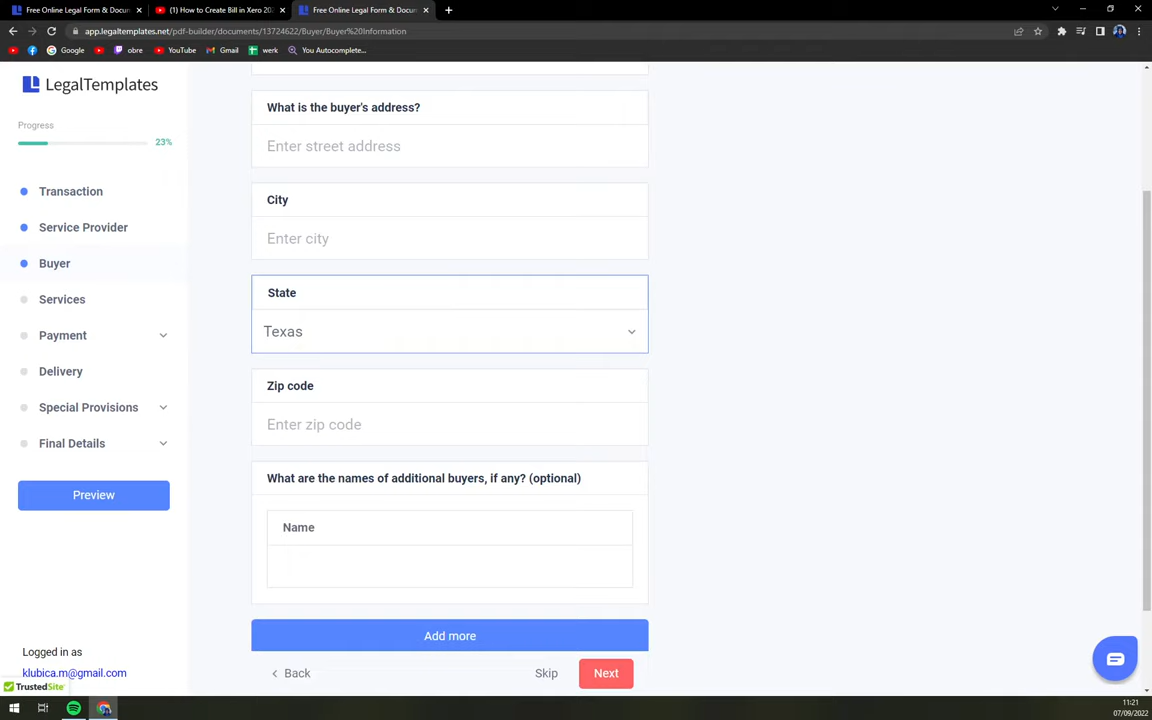 Free Online Legal Form & Docum
(1) How to Create Bill in Xero 202
Free Online Legal Form & Docum
app.legaltemplates.net/pdf-builder/documents/13724622/Buyer/Buyer%20Information
Google
YouTube
obre
YouTube
Gmail
werk
You Autocomplete...
LegalTemplates
Progress
23%
Transaction
Service Provider
Buyer
Services
Payment
Delivery
Special Provisions
Final Details
Preview
Logged in as
klubica.m@gmail.com
TrustedSite
What is the buyer's address?
Enter street address
City
Enter city
State
Texas
Zip code
Enter zip code
What are the names of additional buyers, if any? (optional)
Name
Add more
Back
Skip
Next
11:21
07/09/2022